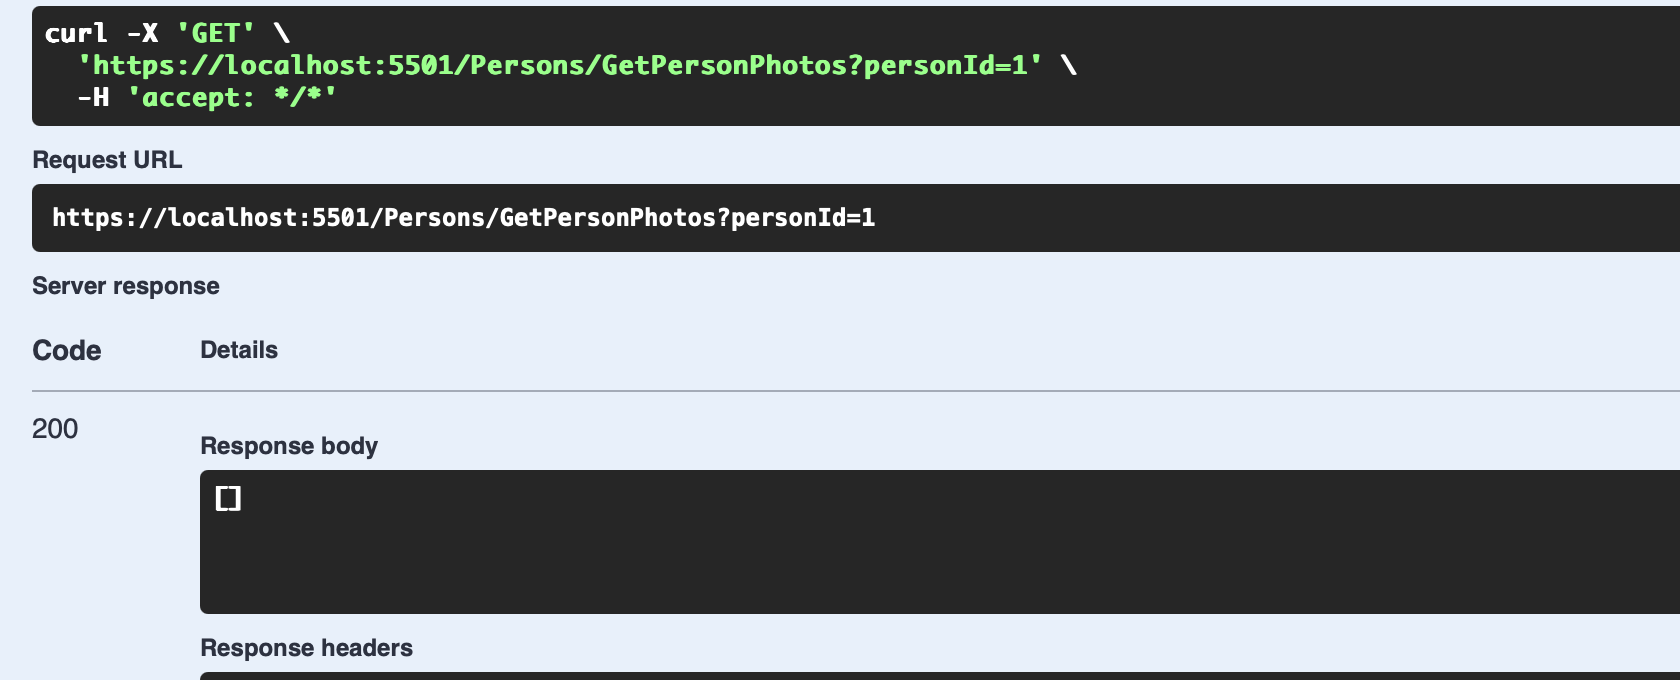 curl -X 'GET' \
'https://localhost:5501/Persons/GetPersonPhotos?personId=1' \
-H 'accept: */*'
Request URL
https://localhost:5501/Persons/GetPersonPhotos?personId=1
Server response
Code Details
200
Response body
[]
Response headers